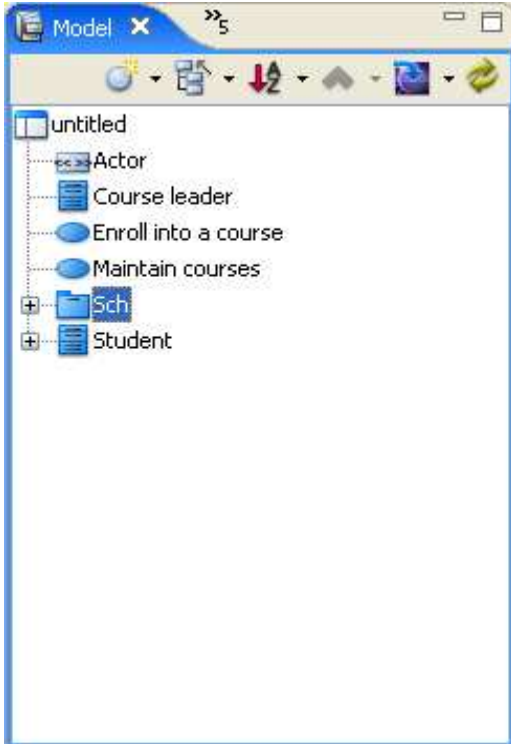 Model
»5
untitled
<< >> Actor
Course leader
Enroll into a course
Maintain courses
Sch
Student